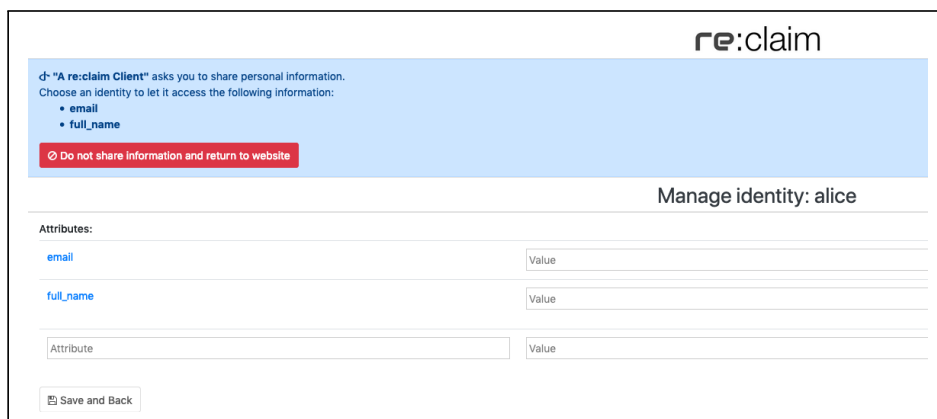 re:claim
"A re:claim Client" asks you to share personal information.
Choose an identity to let it access the following information:
• email
• full_name
Do not share information and return to website
Manage identity: alice
Attributes:
email
Value
full_name
Value
Attribute
Value
Save and Back